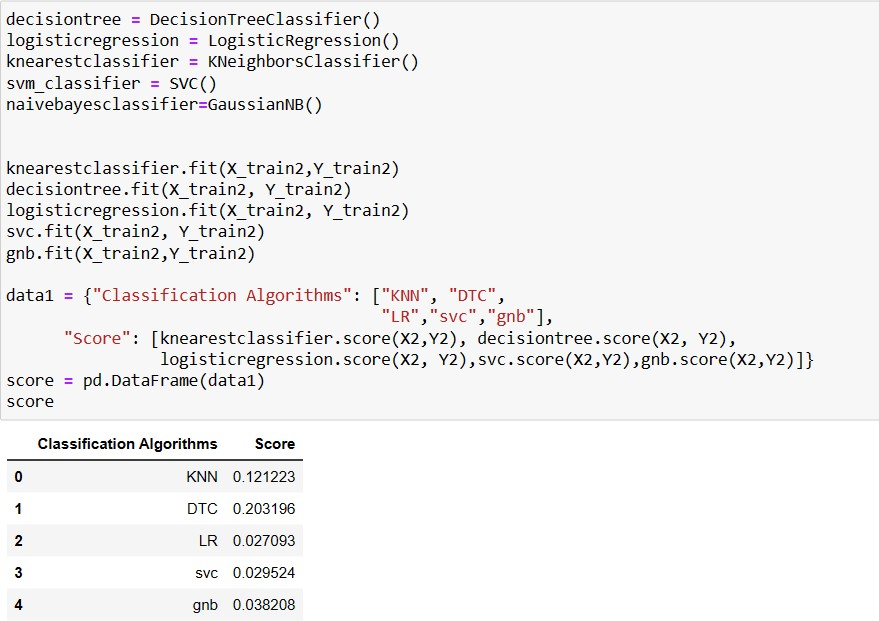 decisiontree = DecisionTreeClassifier()
logisticregression = LogisticRegression()
knearestclassifier = KNeighborsClassifier()
svm_classifier = SVC()
naivebayesclassifier=GaussianNB()
knearestclassifier.fit(X_train2,Y_train2)
decisiontree.fit(X_train2, Y_train2)
logisticregression.fit(X_train2, Y_train2)
svc.fit(X_train2, Y_train2)
gnb.fit(X_train2,Y_train2)
data1 = {"Classification Algorithms": ["KNN", "DTC",
"LR","svc","gnb"],
"Score": [knearestclassifier.score(X2,Y2), decisiontree.score(X2, Y2),
logisticregression.score(X2, Y2),svc.score(X2,Y2),gnb.score(X2,Y2)]}
score = pd.DataFrame(data1)
score
Classification Algorithms Score
0 KNN 0.121223
1 DTC 0.203196
2 LR 0.027093
3 svc 0.029524
4 gnb 0.038208